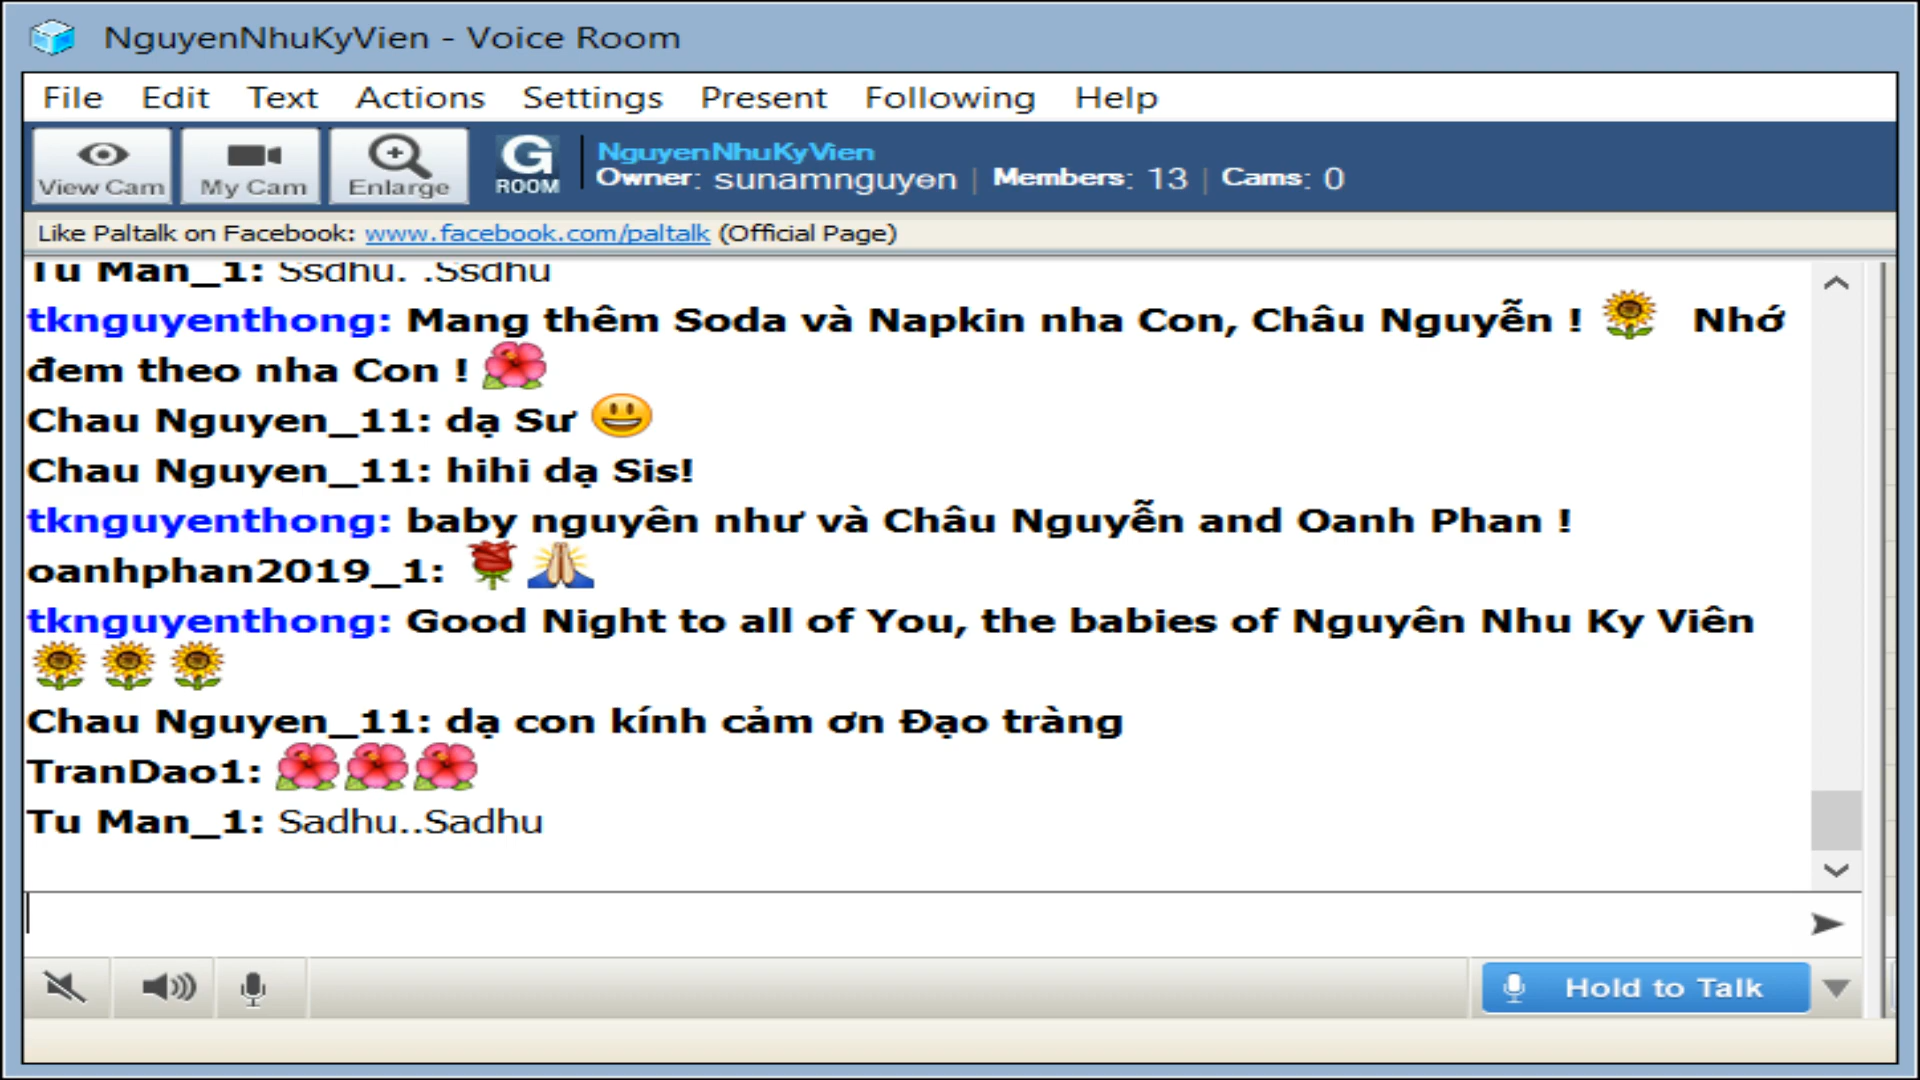 NguyenNhuKyVien - Voice Room
File Edit Text Actions Settings Present Following Help
View Cam My Cam Enlarge G ROOM NguyenNhuKyVien
Owner: sunamnguyen | Members: 13 | Cams: 0
Like Paltalk on Facebook: www.facebook.com/paltalk (Official Page)
Tu Man_1: Ssdhu. .Ssdhu
tknguyenthong: Mang thêm Soda và Napkin nha Con, Châu Nguyễn ! Nhớ
đem theo nha Con !
Chau Nguyen_11: dạ Sư
Chau Nguyen_11: hihi dạ Sis!
tknguyenthong: baby nguyên như và Châu Nguyễn and Oanh Phan !
oanhphan2019_1:
tknguyenthong: Good Night to all of You, the babies of Nguyên Nhu Ky Viên
Chau Nguyen_11: dạ con kính cảm ơn Đạo tràng
TranDao1:
Tu Man_1: Sadhu..Sadhu
Hold to Talk